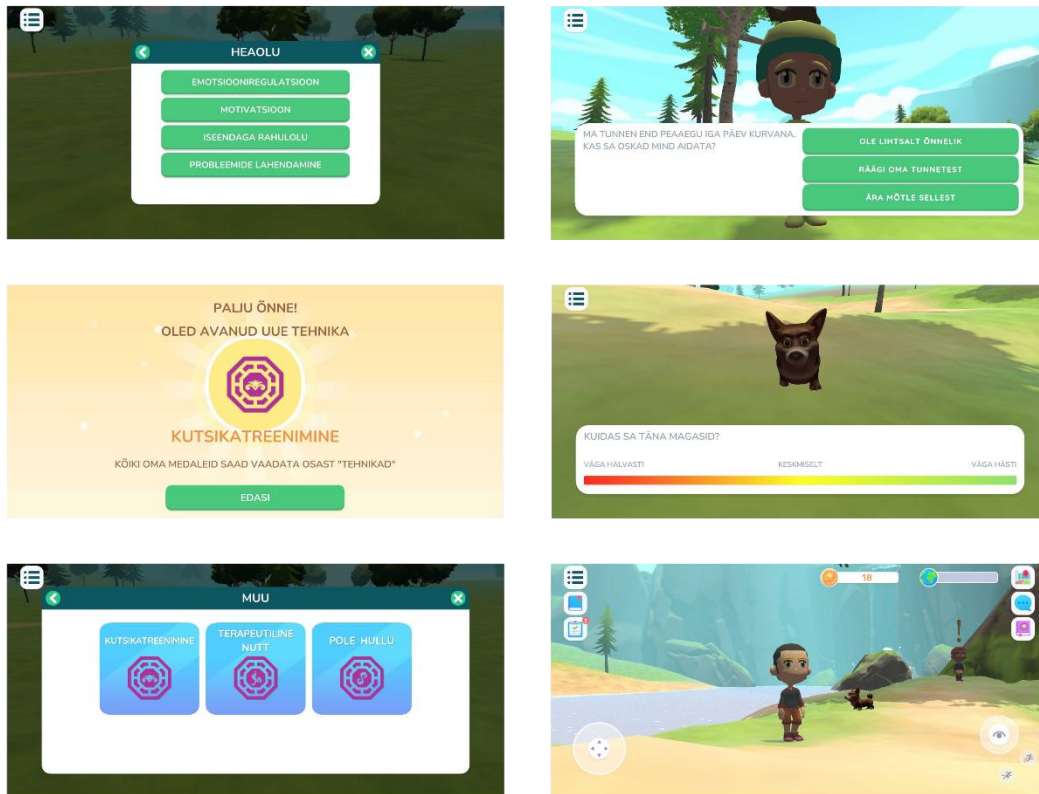 HEAOLU
EMOTSIOONIREGULATSIOON
MOTIVATSIOON
ISEENDAGA RAHULOLU
PROBLEEMIDE LAHENDAMINE
MA TUNNEN END PEAAEGU IGA PÄEV KURVANA.
KAS SA OSKAD MIND AIDATA?
OLE LIHTSALT ÕNNELIK
RÄÄGI OMA TUNNETEST
ÄRA MÕTLE SELLEST
PALJU ÕNNE!
OLED AVANUD UUE TEHNIKA
KUTSIKATREENIMINE
KÕIKI OMA MEDALEID SAAD VAADATA OSAST "TEHNIKAD"
EDASI
KUIDAS SA TÄNA MAGASID?
VÄGA HALVASTI
KESKMISELT
VÄGA HÄSTI
MUU
KUTSIKATREENIMINE
TERAPEUTILINE
NUTT
POLE HULLU
18